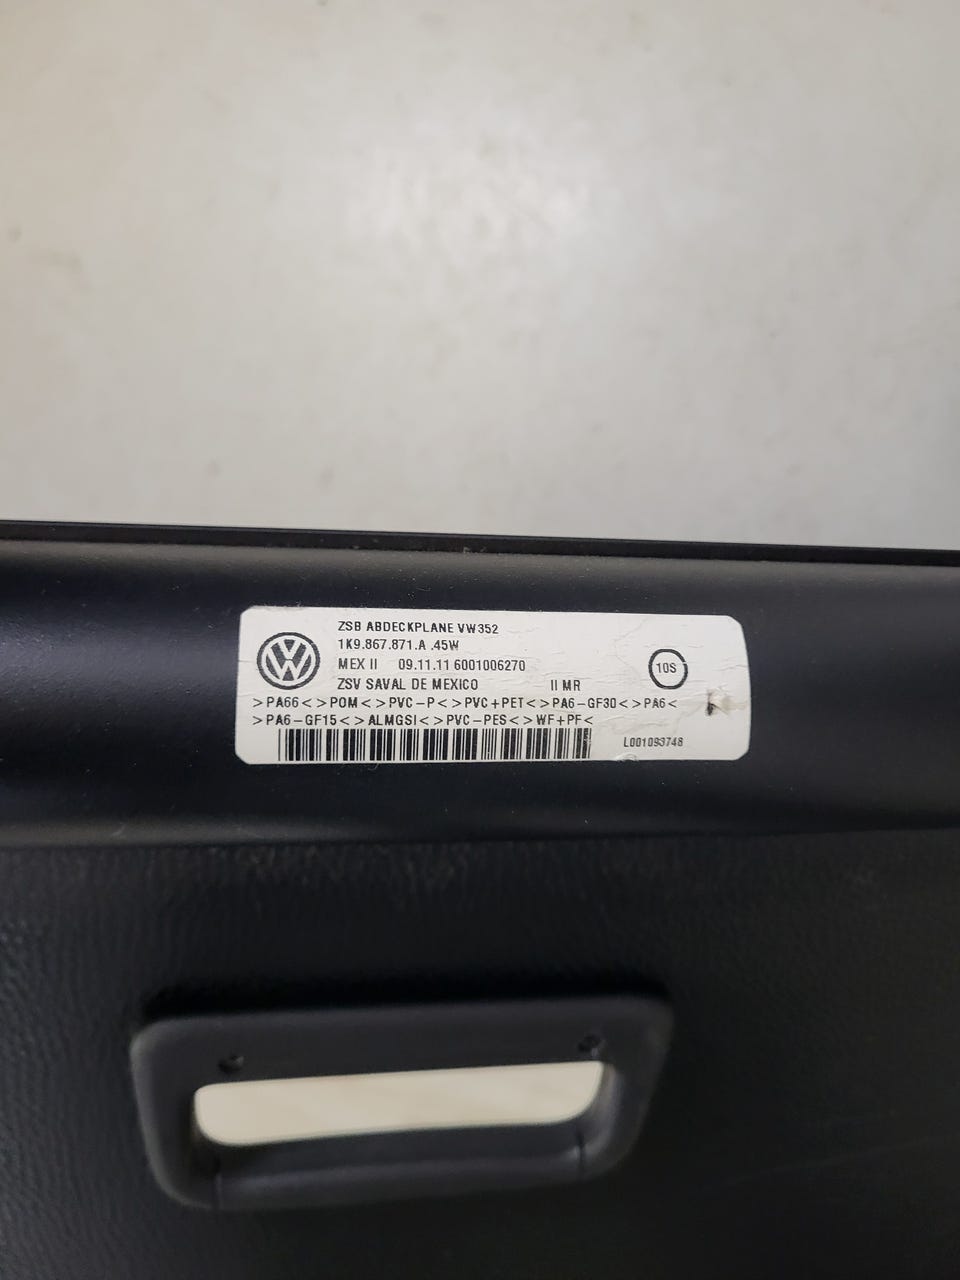 ZSB ABDECKPLANE VW352
1K9.867.871.A .45W
MEX II 09.11.11 6001006270
ZSV SAVAL DE MEXICO II MR
10S
>PA66<>POM<>PVC-P<>PVC+PET<>PA6-GF30<>PA6<
>PA6-GF15<>ALMGSI<>PVC-PES<>WF+PF<
L001093748